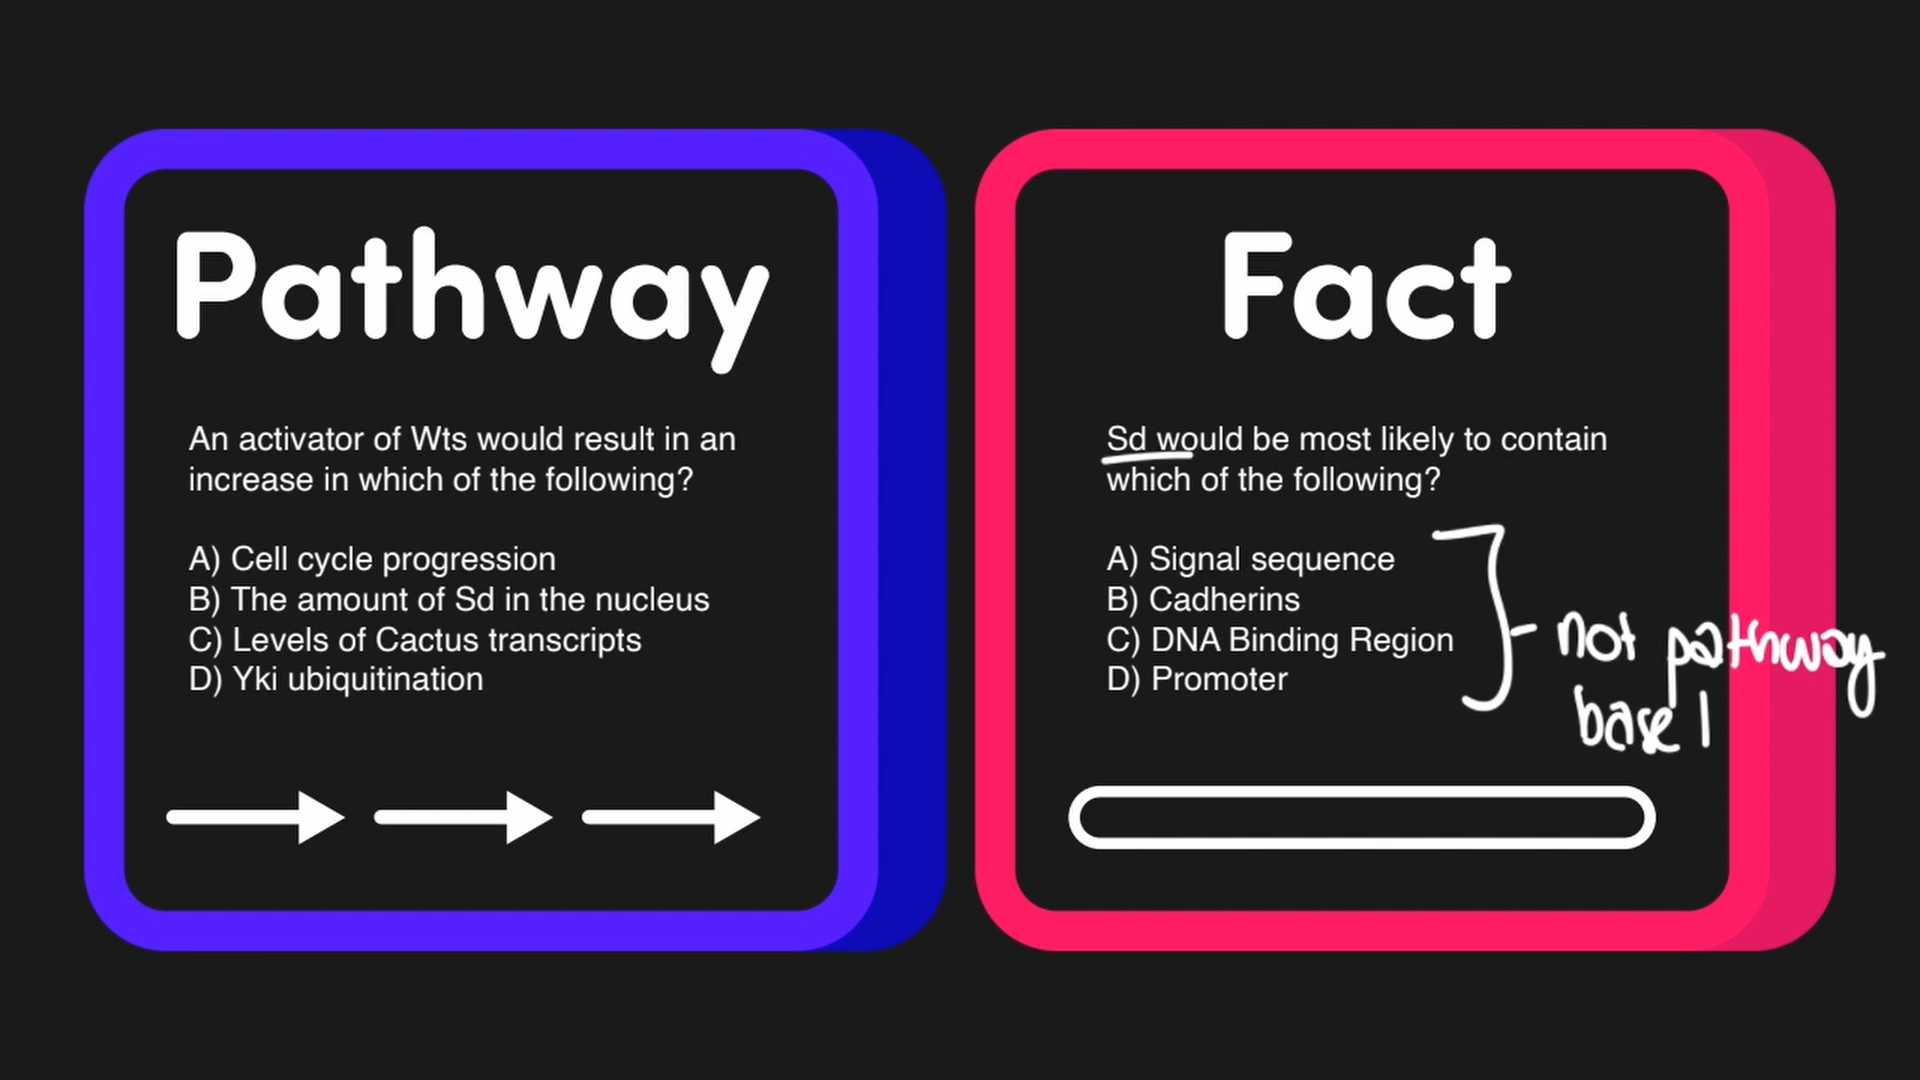 Pathway
An activator of Wts would result in an
increase in which of the following?
A) Cell cycle progression
B) The amount of Sd in the nucleus
C) Levels of Cactus transcripts
D) Yki ubiquitination
Fact
Sd would be most likely to contain
which of the following?
A) Signal sequence
B) Cadherins
C) DNA Binding Region
D) Promoter
not pathway
base